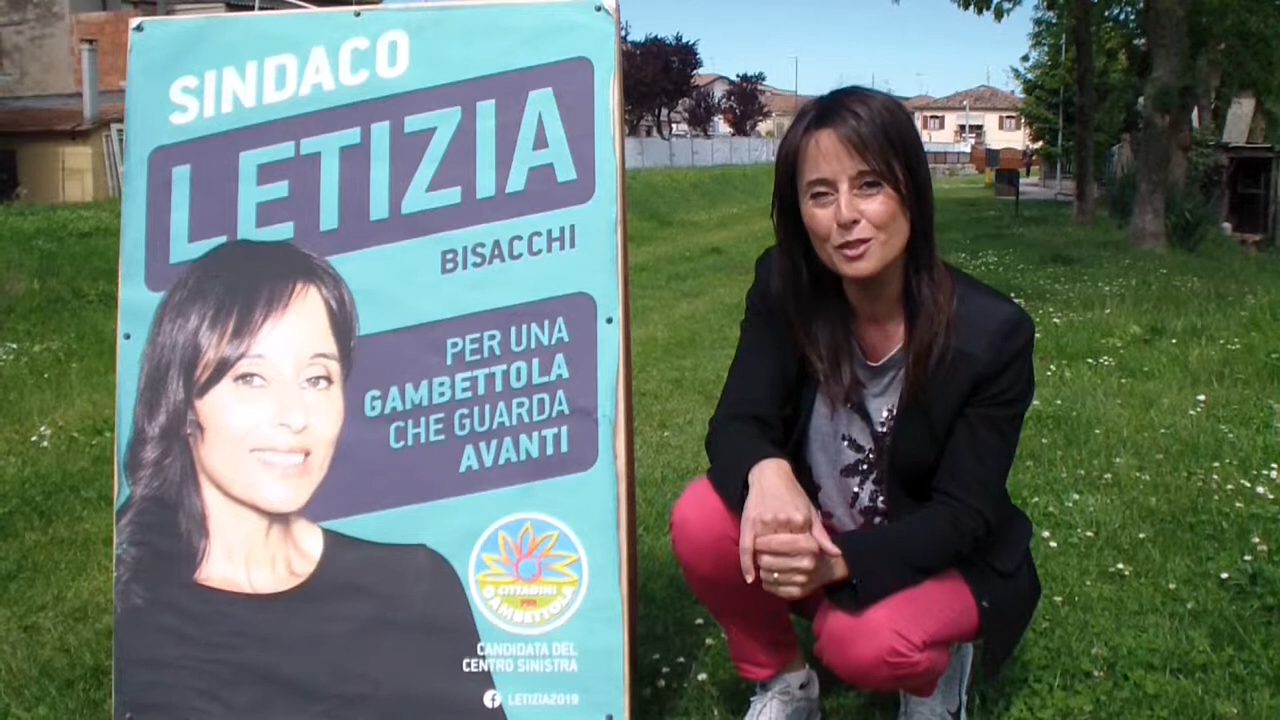 SINDACO
LETIZIA
BISACCHI
PER UNA
GAMBETTOLA
CHE GUARDA
AVANTI
CITTADINI
PER
GAMBETTOLA
CANDIDATA DEL
CENTRO SINISTRA
LETIZIA2019